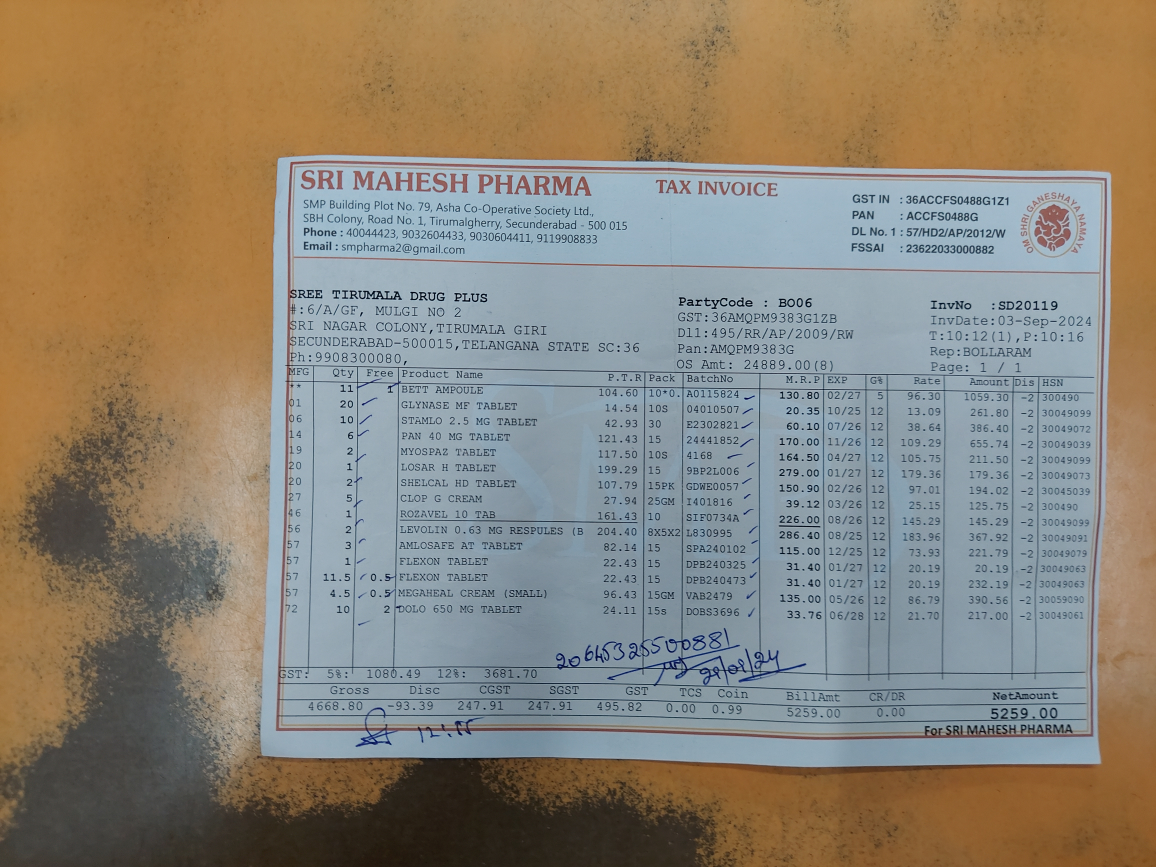 SRI MAHESH PHARMA TAX INVOICE
SMP Building Plot No. 79, Asha Co-Operative Society Ltd.,
SBH Colony, Road No. 1, Tirumalgherry, Secunderabad - 500 015
Phone : 40044423, 9032604433, 9030604411, 9119908833
Email : smpharma2@gmail.com
GST IN : 36ACCFS0488G1Z1
PAN : ACCFS0488G
DL No. 1 : 57/HD2/AP/2012/W
FSSAI : 23622033000882
OM SHRI GANESHAYA NAMAYA
SREE TIRUMALA DRUG PLUS
#:6/A/GF, MULGI NO 2
SRI NAGAR COLONY,TIRUMALA GIRI
SECUNDERABAD-500015,TELANGANA STATE SC:36
Ph:9908300080,
PartyCode : BO06
GST:36AMQPM9383G1ZB
Dl1:495/RR/AP/2009/RW
Pan:AMQPM9383G
OS Amt: 24889.00(8)
InvNo :SD20119
InvDate:03-Sep-2024
T:10:12(1),P:10:16
Rep:BOLLARAM
Page: 1 / 1
MFG Qty Free Product Name P.T.R Pack BatchNo M.R.P EXP G% Rate Amount Dis HSN
** 11 1 BETT AMPOULE 104.60 10*0. A0115824 130.80 02/27 5 96.30 1059.30 -2 300490
01 20 GLYNASE MF TABLET 14.54 10S 04010507 20.35 10/25 12 13.09 261.80 -2 30049099
06 10 STAMLO 2.5 MG TABLET 42.93 30 E2302821 60.10 07/26 12 38.64 386.40 -2 30049072
14 6 PAN 40 MG TABLET 121.43 15 24441852 170.00 11/26 12 109.29 655.74 -2 30049039
19 2 MYOSPAZ TABLET 117.50 10S 4168 164.50 04/27 12 105.75 211.50 -2 30049099
20 1 LOSAR H TABLET 199.29 15 9BP2L006 279.00 01/27 12 179.36 179.36 -2 30049073
20 2 SHELCAL HD TABLET 107.79 15PK GDWE0057 150.90 02/26 12 97.01 194.02 -2 30045039
27 5 CLOP G CREAM 27.94 25GM I401816 39.12 03/26 12 25.15 125.75 -2 300490
46 1 ROZAVEL 10 TAB 161.43 10 SIF0734A 226.00 08/26 12 145.29 145.29 -2 30049099
56 2 LEVOLIN 0.63 MG RESPULES (B 204.40 8X5X2 L830995 286.40 08/25 12 183.96 367.92 -2 30049091
57 3 AMLOSAFE AT TABLET 82.14 15 SPA240102 115.00 12/25 12 73.93 221.79 -2 30049079
57 1 FLEXON TABLET 22.43 15 DPB240325 31.40 01/27 12 20.19 20.19 -2 30049063
57 11.5 0.5 FLEXON TABLET 22.43 15 DPB240473 31.40 01/27 12 20.19 232.19 -2 30049063
57 4.5 0.5 MEGAHEAL CREAM (SMALL) 96.43 15GM VAB2479 135.00 05/26 12 86.79 390.56 -2 30059090
72 10 2 DOLO 650 MG TABLET 24.11 15s DOBS3696 33.76 06/28 12 21.70 217.00 -2 30049061
20645325500881
GST: 5%: 1080.49 12%: 3681.70
Gross Disc CGST SGST GST TCS Coin BillAmt CR/DR NetAmount
4668.80 -93.39 247.91 247.91 495.82 0.00 0.99 5259.00 0.00 5259.00
For SRI MAHESH PHARMA